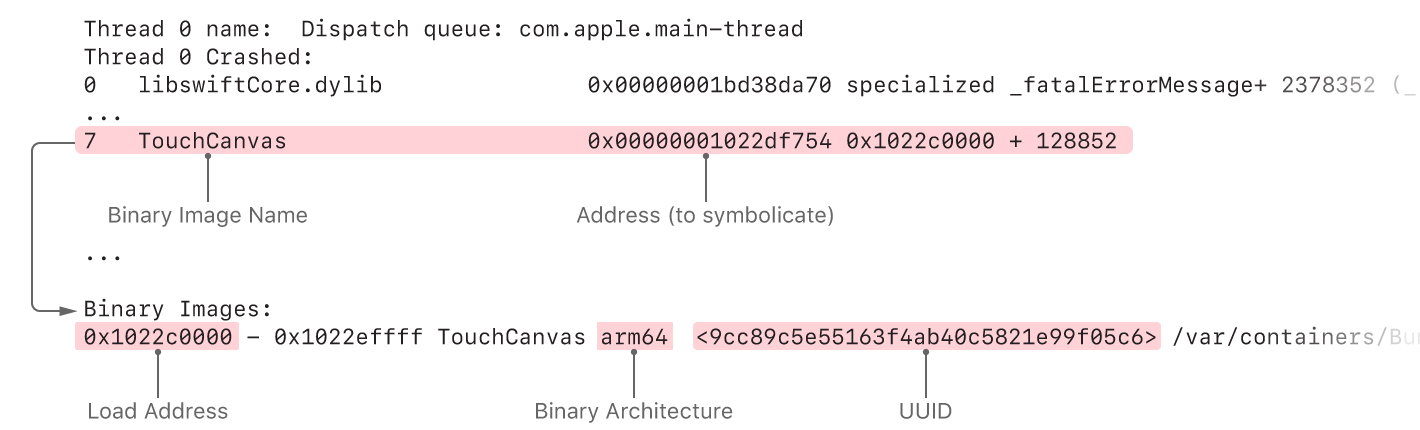 Thread 0 name:  Dispatch queue: com.apple.main-thread
Thread 0 Crashed:
0   libswiftCore.dylib              0x00000001bd38da70 specialized _fatalErrorMessage+ 2378352 (_
...
7   TouchCanvas                     0x00000001022df754 0x1022c0000 + 128852
Binary Image Name    Address (to symbolicate)
...
Binary Images:
0x1022c0000 - 0x1022effff TouchCanvas arm64  <9cc89c5e55163f4ab40c5821e99f05c6> /var/containers/Bu
Load Address    Binary Architecture    UUID